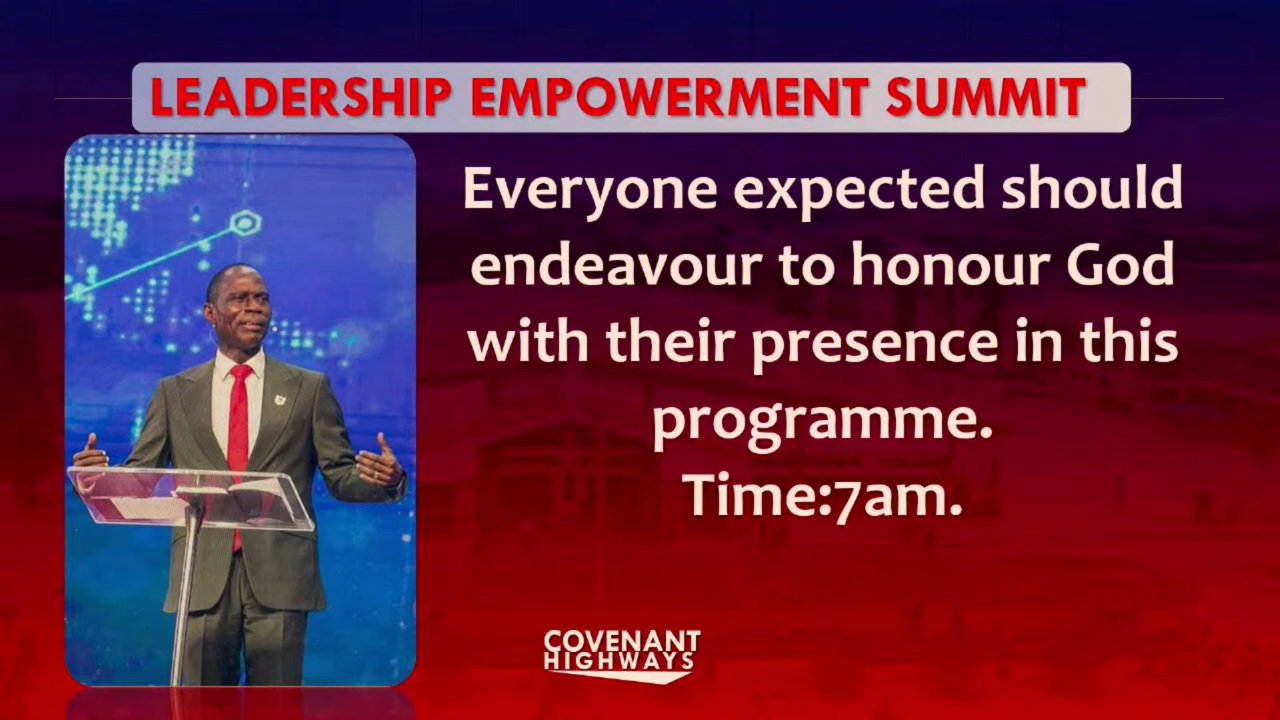 LEADERSHIP EMPOWERMENT SUMMIT
Everyone expected should
endeavour to honour God
with their presence in this
programme.
Time:7am.
COVENANT
HIGHWAYS